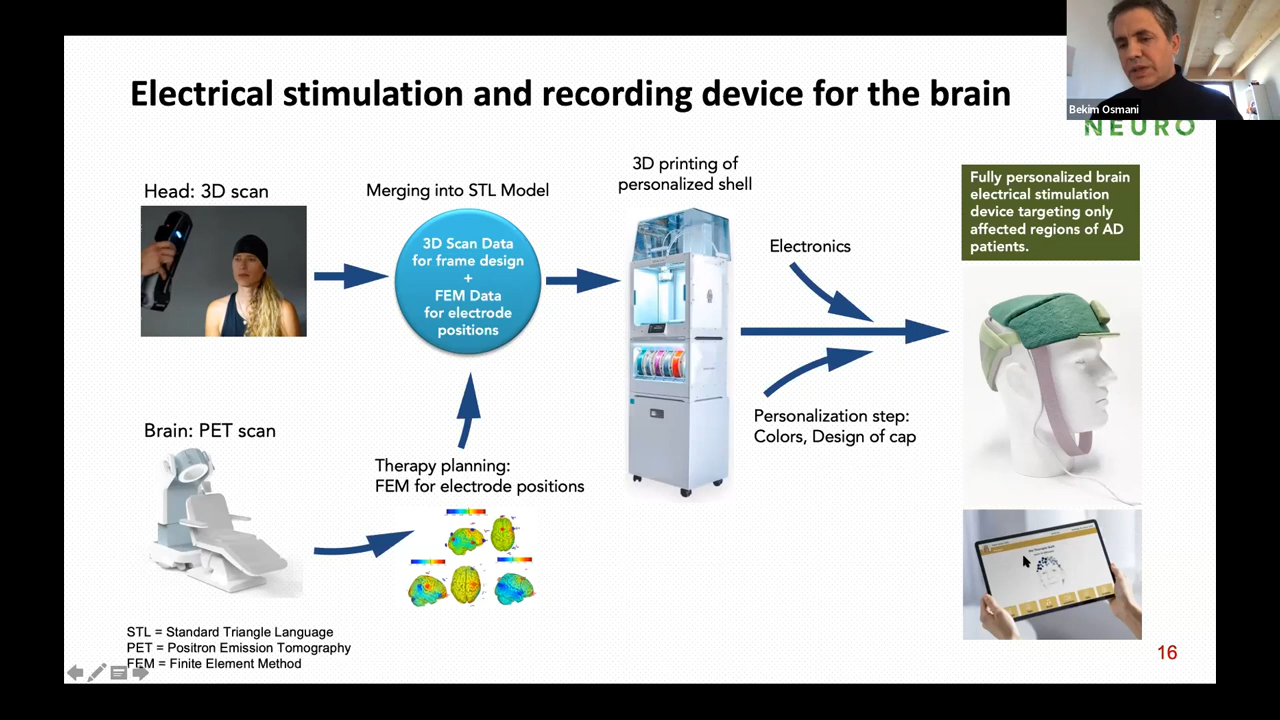 Electrical stimulation and recording device for the brain
Bekim Osmani
NEURO
Head: 3D scan
Merging into STL Model
3D Scan Data
for frame design
+
FEM Data
for electrode
positions
3D printing of
personalized shell
Electronics
Personalization step:
Colors, Design of cap
Fully personalized brain
electrical stimulation
device targeting only
affected regions of AD
patients.
Brain: PET scan
Therapy planning:
FEM for electrode positions
STL = Standard Triangle Language
PET = Positron Emission Tomography
FEM = Finite Element Method
16